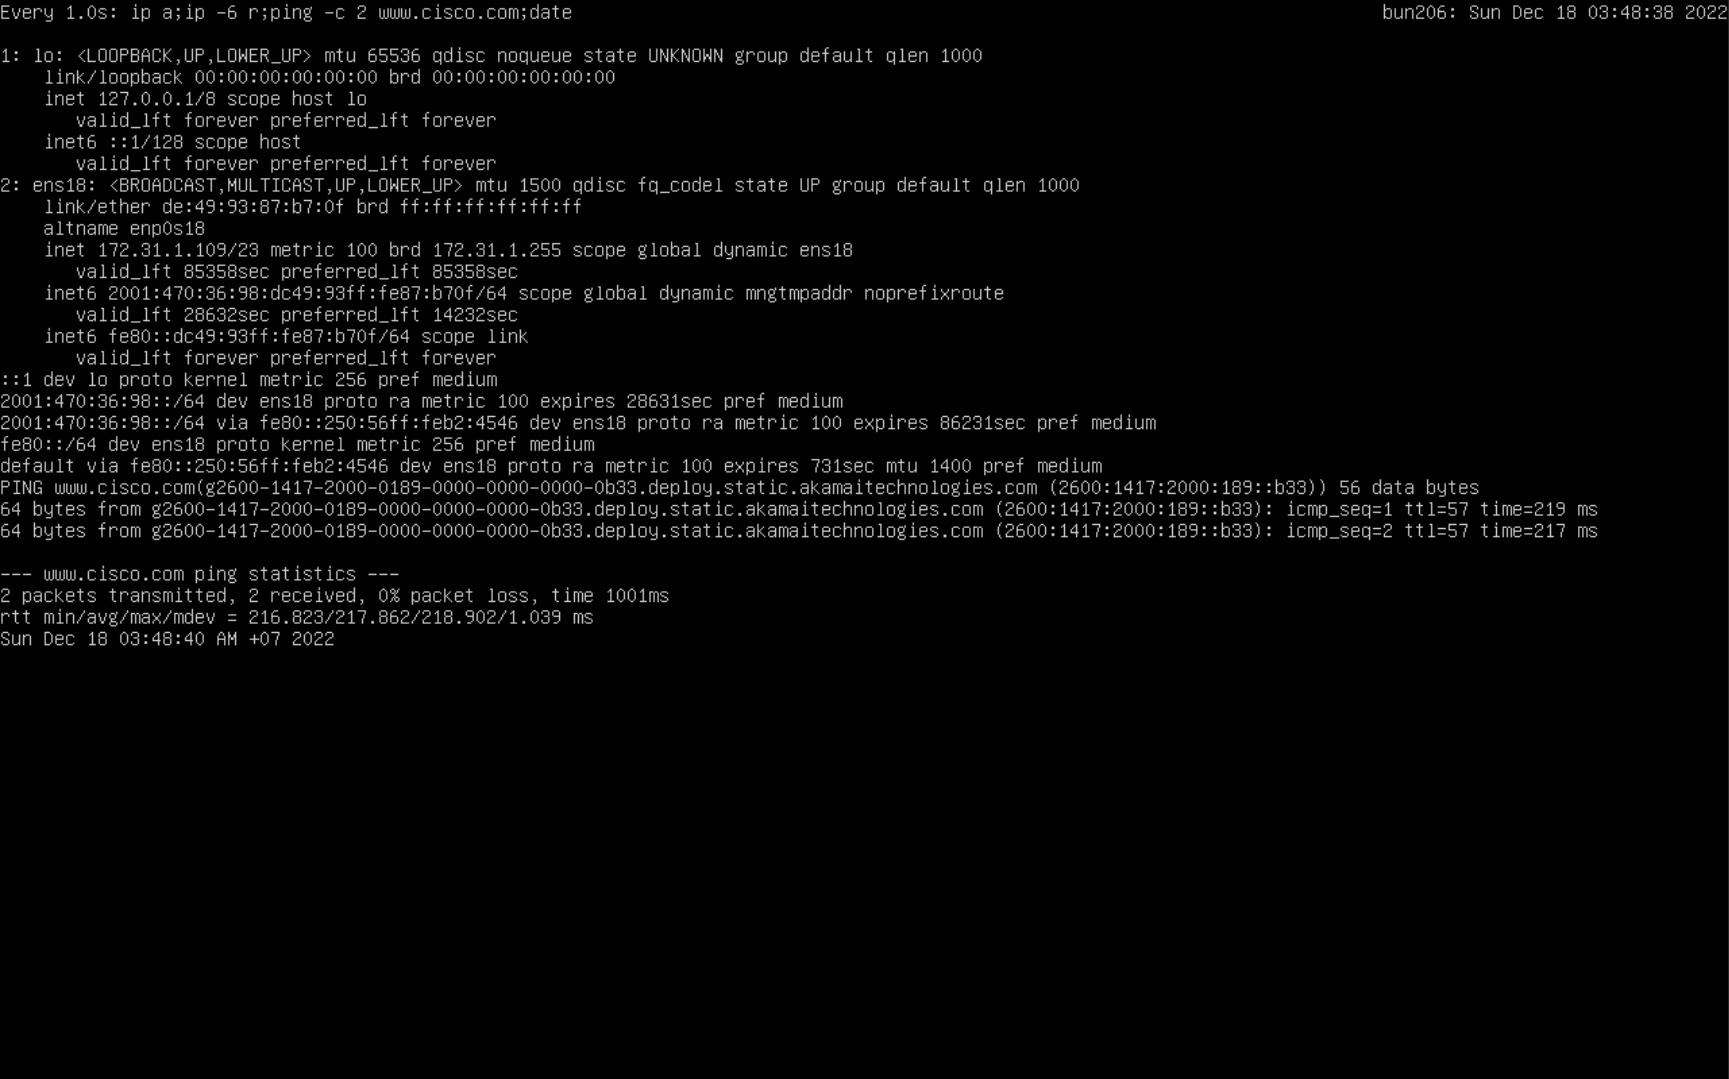 Every 1.0s: ip a;ip -6 r;ping -c 2 www.cisco.com;date bun206: Sun Dec 18 03:48:38 2022
1: lo: <LOOPBACK,UP,LOWER_UP> mtu 65536 qdisc noqueue state UNKNOWN group default qlen 1000
link/loopback 00:00:00:00:00:00 brd 00:00:00:00:00:00
inet 127.0.0.1/8 scope host lo
valid_lft forever preferred_lft forever
inet6 ::1/128 scope host
valid_lft forever preferred_lft forever
2: ens18: <BROADCAST,MULTICAST,UP,LOWER_UP> mtu 1500 qdisc fq_codel state UP group default qlen 1000
link/ether de:49:93:87:b7:0f brd ff:ff:ff:ff:ff:ff
altname enp0s18
inet 172.31.1.109/23 metric 100 brd 172.31.1.255 scope global dynamic ens18
valid_lft 85358sec preferred_lft 85358sec
inet6 2001:470:36:98:dc49:93ff:fe87:b70f/64 scope global dynamic mngtmpaddr noprefixroute
valid_lft 28632sec preferred_lft 14232sec
inet6 fe80::dc49:93ff:fe87:b70f/64 scope link
valid_lft forever preferred_lft forever
::1 dev lo proto kernel metric 256 pref medium
2001:470:36:98::/64 dev ens18 proto ra metric 100 expires 28631sec pref medium
2001:470:36:98::/64 via fe80::250:56ff:feb2:4546 dev ens18 proto ra metric 100 expires 86231sec pref medium
fe80::/64 dev ens18 proto kernel metric 256 pref medium
default via fe80::250:56ff:feb2:4546 dev ens18 proto ra metric 100 expires 731sec mtu 1400 pref medium
PING www.cisco.com(g2600-1417-2000-0189-0000-0000-0000-0b33.deploy.static.akamaitechnologies.com (2600:1417:2000:189::b33)) 56 data bytes
64 bytes from g2600-1417-2000-0189-0000-0000-0000-0b33.deploy.static.akamaitechnologies.com (2600:1417:2000:189::b33): icmp_seq=1 ttl=57 time=219 ms
64 bytes from g2600-1417-2000-0189-0000-0000-0000-0b33.deploy.static.akamaitechnologies.com (2600:1417:2000:189::b33): icmp_seq=2 ttl=57 time=217 ms
--- www.cisco.com ping statistics ---
2 packets transmitted, 2 received, 0% packet loss, time 1001ms
rtt min/avg/max/mdev = 216.823/217.862/218.902/1.039 ms
Sun Dec 18 03:48:40 AM +07 2022